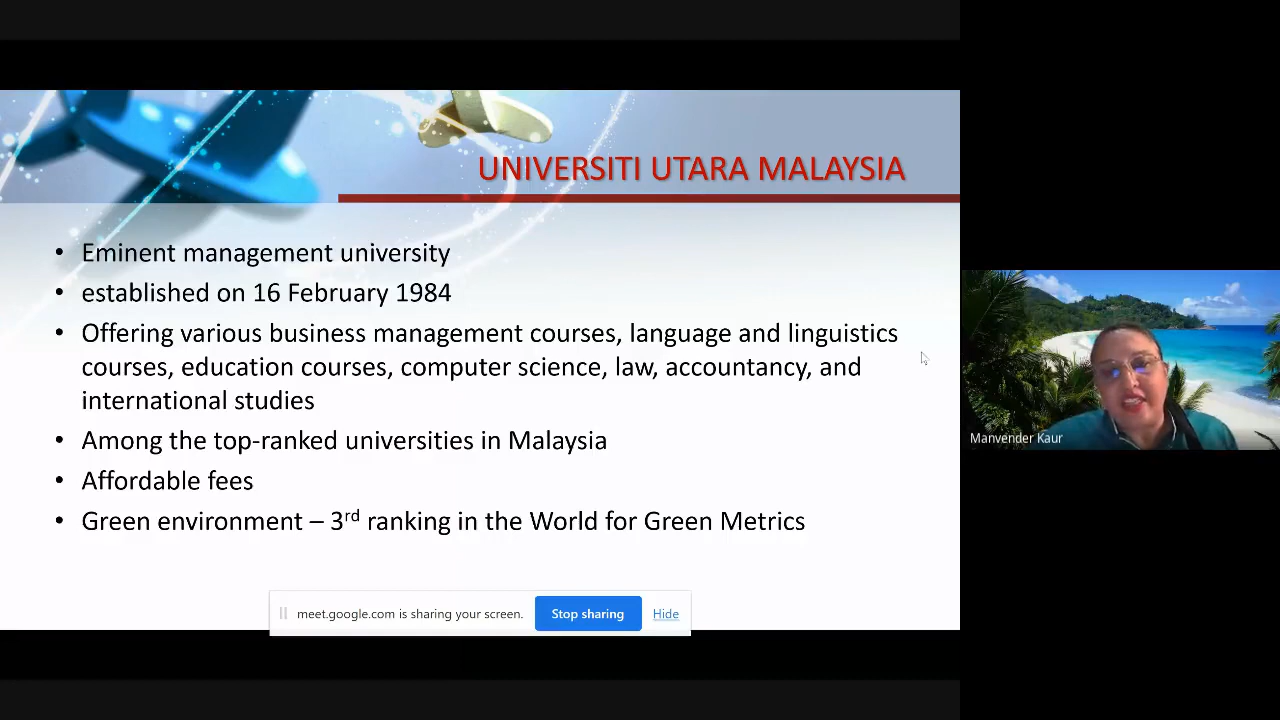 UNIVERSITI UTARA MALAYSIA
• Eminent management university
• established on 16 February 1984
• Offering various business management courses, language and linguistics
courses, education courses, computer science, law, accountancy, and
international studies
• Among the top-ranked universities in Malaysia
• Affordable fees
• Green environment – 3rd ranking in the World for Green Metrics
meet.google.com is sharing your screen. Stop sharing Hide
Manvender Kaur